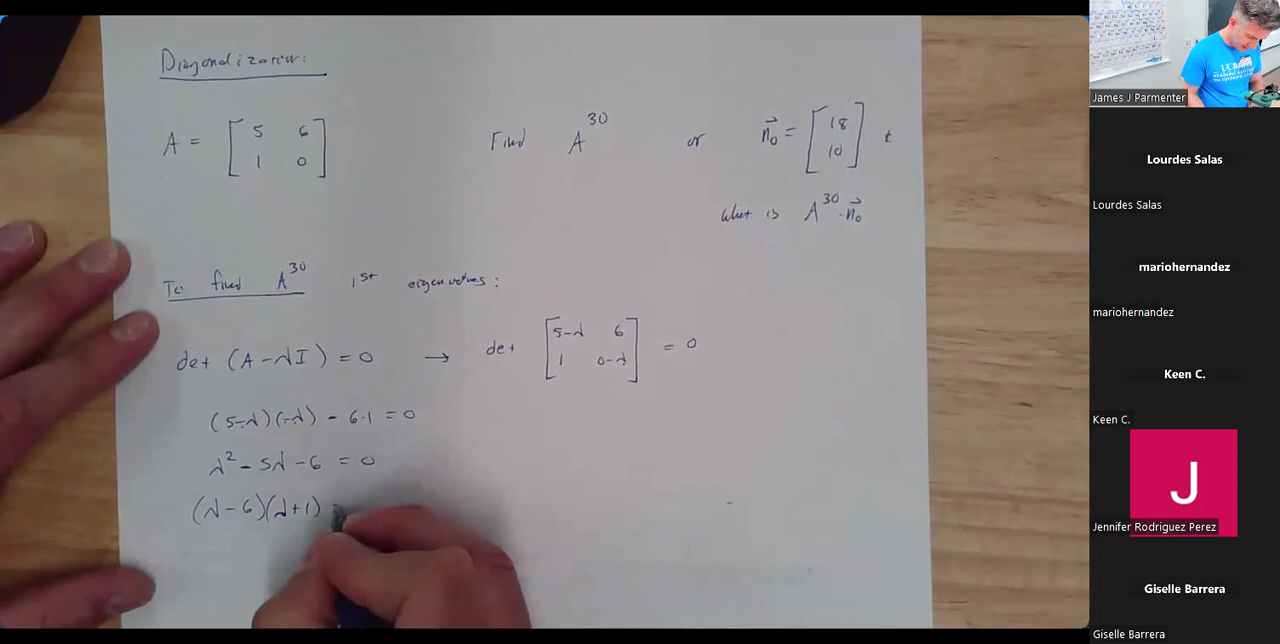 Diagonalization:
A = [ 5 6 ; 1 0 ] Find A^30 or n⃗₀ = [ 18 ; 10 ] t
what is A^30 · n⃗₀
To find A^30 1st eigenvalues:
det (A - λI) = 0 → det [ 5-λ 6 ; 1 0-λ ] = 0
(5-λ)(-λ) - 6·1 = 0
λ² - 5λ - 6 = 0
(λ - 6)(λ + 1)
James J Parmenter
Lourdes Salas
Lourdes Salas
mariohernandez
mariohernandez
Keen C.
Keen C.
J
Jennifer Rodriguez Perez
Giselle Barrera
Giselle Barrera